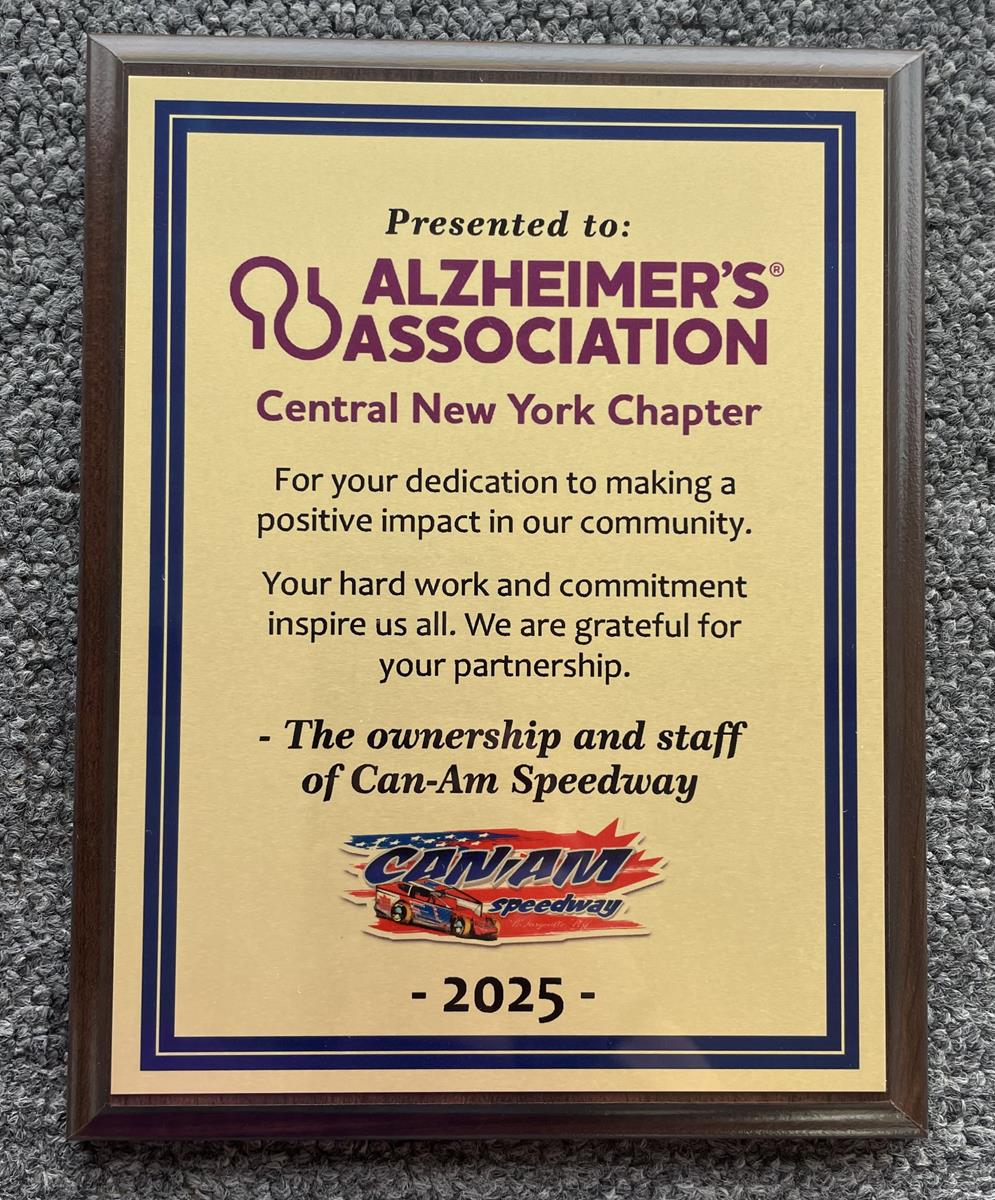 Presented to:
ALZHEIMER'S®
ASSOCIATION
Central New York Chapter
For your dedication to making a
positive impact in our community.
Your hard work and commitment
inspire us all. We are grateful for
your partnership.
- The ownership and staff
of Can-Am Speedway
CAN-AM
speedway
- 2025 -